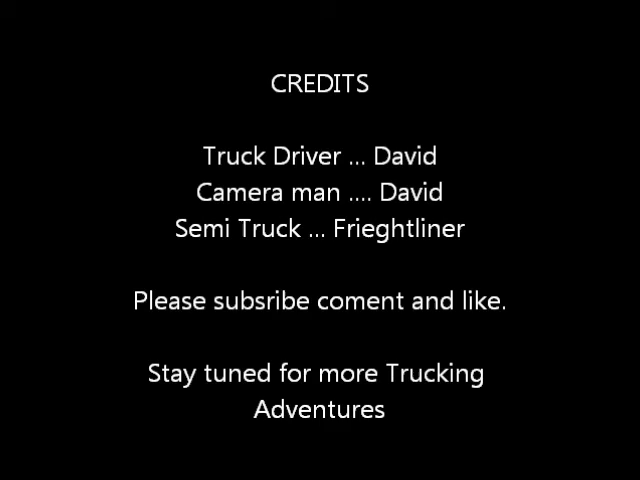 CREDITS
Truck Driver ... David
Camera man .... David
Semi Truck ... Frieghtliner
Please subsribe coment and like.
Stay tuned for more Trucking
Adventures